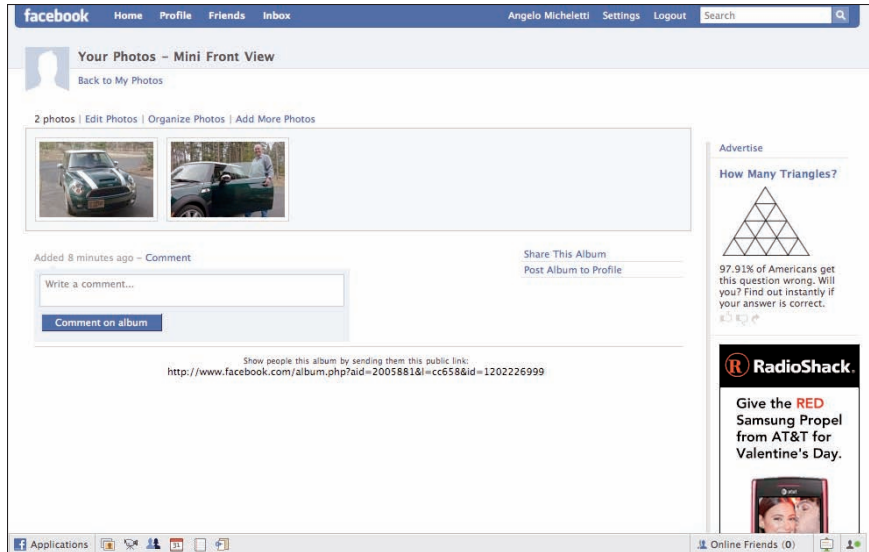 facebook Home Profile Friends Inbox Angelo Micheletti Settings Logout Search
Your Photos – Mini Front View
Back to My Photos
2 photos | Edit Photos | Organize Photos | Add More Photos
Added 8 minutes ago – Comment
Write a comment...
Comment on album
Share This Album
Post Album to Profile
Show people this album by sending them this public link:
http://www.facebook.com/album.php?aid=2005881&l=cc658&id=1202226999
Advertise
How Many Triangles?
97.91% of Americans get
this question wrong. Will
you? Find out instantly if
your answer is correct.
R RadioShack.
Give the RED
Samsung Propel
from AT&T for
Valentine's Day.
at&t
Applications 31 Online Friends (0)